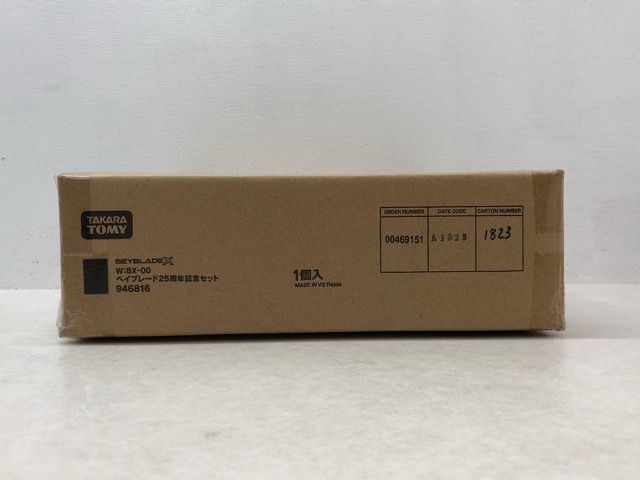 TAKARA
TOMY
BEYBLADE X
W:BX-00
ベイブレード25周年記念セット
946816
1個入
MADE IN VIETNAM
ORDER NUMBER DATE CODE CARTON NUMBER
00469151 A1825 1823